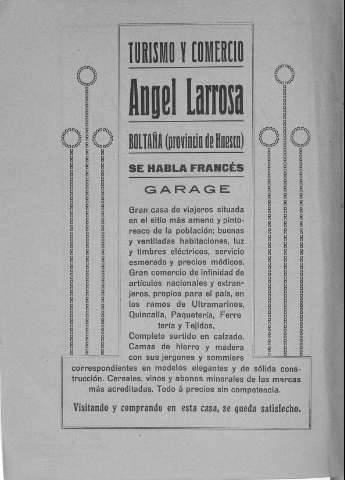 TURISMO Y COMERCIO
Angel Larrosa
BOLTAÑA (provincia de Huesca)
SE HABLA FRANCÉS
GARAGE
Gran casa de viajeros situada
en el sitio más ameno y pinto-
resco de la población; buenas
y ventiladas habitaciones, luz
y timbres eléctricos, servicio
esmerado y precios módicos.
Gran comercio de infinidad de
artículos nacionales y extran-
jeros, propios para el país, en
los ramos de Ultramarinos,
Quincalla, Paquetería, Ferre
tería y Tejidos.
Completo surtido en calzado.
Camas de hierro y madera
con sus jergones y sommiers
correspondientes en modelos elegantes y de sólida cons-
trucción. Cereales, vinos y abonos minerales de las marcas
más acreditadas. Todo á precios sin competencia.
Visitando y comprando en esta casa, se queda satisfecho.